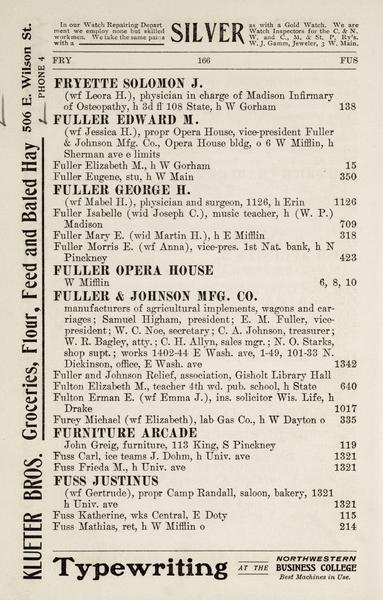 In our Watch Repairing Depart
ment we employ none but skilled
workmen. We take the same pains
with a
SILVER
as with a Gold Watch. We are
Watch Inspectors for the C. & N.
W. and C., M. & St. P. Ry's.
W. J. Gamm, Jeweler, 3 W. Main.
FRY 166 FUS
FRYETTE SOLOMON J.
(wf Leora H.), physician in charge of Madison Infirmary
of Osteopathy, h 3d fl 108 State, h W Gorham 138
FULLER EDWARD M.
(wf Jessica H.), propr Opera House, vice-president Fuller
& Johnson Mfg. Co., Opera House bldg, o 6 W Mifflin, h
Sherman ave e limits
Fuller Elizabeth M., h W Gorham 15
Fuller Eugene, stu, h W Main 350
FULLER GEORGE H.
(wf Mabel H.), physician and surgeon, 1126, h Erin 1126
Fuller Isabelle (wid Joseph C.), music teacher, h (W. P.)
Madison 709
Fuller Mary E. (wid Martin H.), h E Mifflin 318
Fuller Morris E. (wf Anna), vice-pres. 1st Nat. bank, h N
Pinckney 423
FULLER OPERA HOUSE
W Mifflin 6, 8, 10
FULLER & JOHNSON MFG. CO.
manufacturers of agricultural implements, wagons and car-
riages; Samuel Higham, president; E. M. Fuller, vice-
president; W. C. Noe, secretary; C. A. Johnson, treasurer;
W. R. Bagley, atty.; C. H. Allyn, sales mgr.; N. O. Starks,
shop supt.; works 1402-44 E Wash. ave, 1-49, 101-33 N.
Dickinson, office, E Wash. ave 1342
Fuller and Johnson Relief, association, Gisholt Library Hall
Fulton Elizabeth M., teacher 4th wd. pub. school, h State 640
Fulton Erman E. (wf Emma J.), ins. solicitor Wis. Life, h
Drake 1017
Furey Michael (wf Elizabeth), lab Gas Co., h W Dayton o 335
FURNITURE ARCADE
John Greig, furniture, 113 King, S Pinckney 119
Fuss Carl, ice teams J. Dohm, h Univ. ave 1321
Fuss Frieda M., h Univ. ave 1321
FUSS JUSTINUS
(wf Gertrude), propr Camp Randall, saloon, bakery, 1321
h Univ. ave 1321
Fuss Katherine, wks Central, E Doty 115
Fuss Mathias, ret, h W Mifflin o 214
KLUETER BROS. Groceries, Flour, Feed and Baled Hay 506 E. Wilson St.
PHONE 4
Typewriting AT THE NORTHWESTERN
BUSINESS COLLEGE
Best Machines in Use.